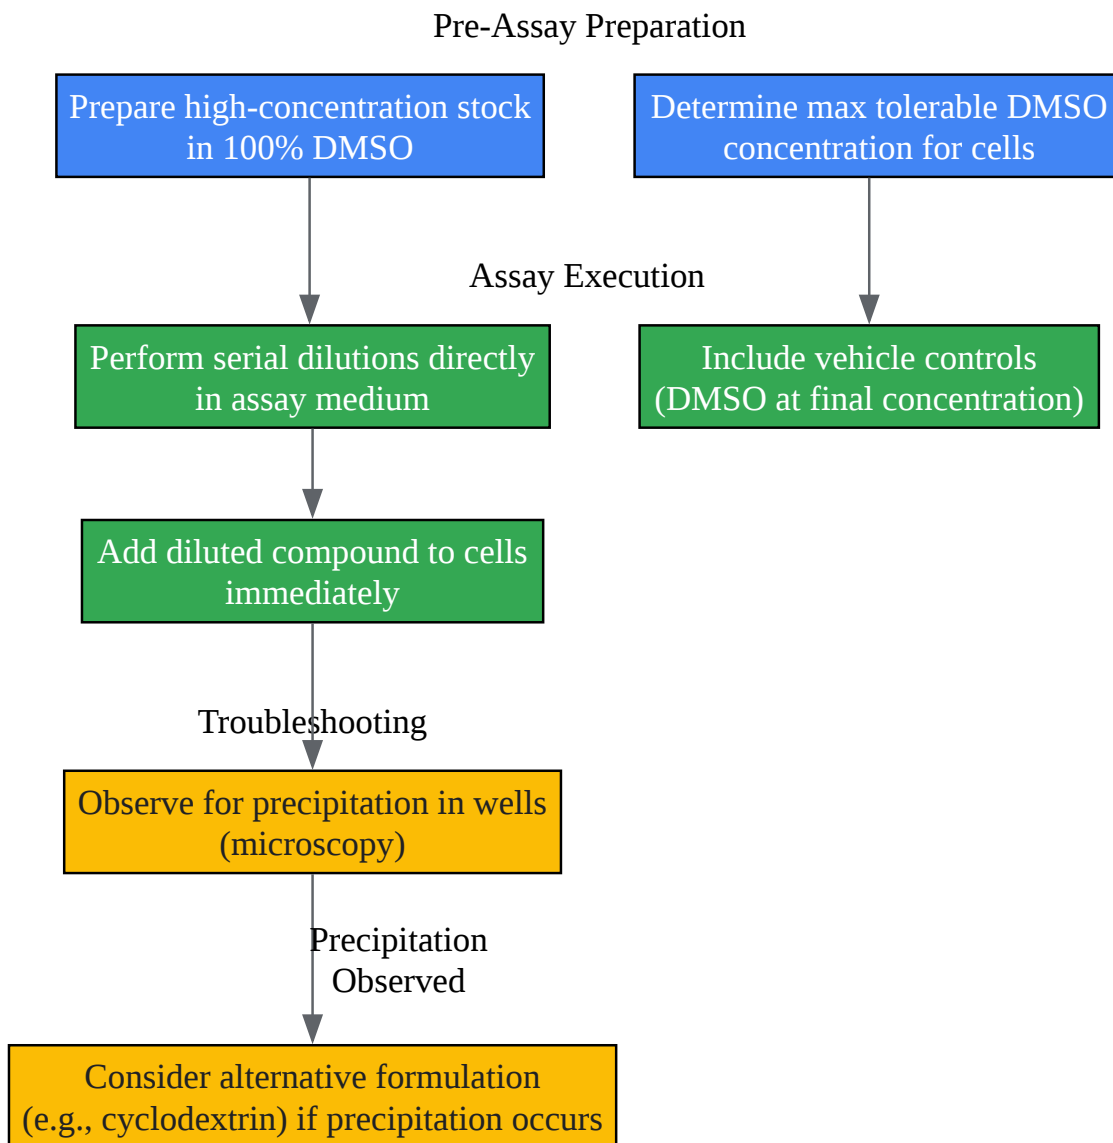 Pre-Assay Preparation
Prepare high-concentration stock
in 100% DMSO
Determine max tolerable DMSO
concentration for cells
Assay Execution
Perform serial dilutions directly
in assay medium
Include vehicle controls
(DMSO at final concentration)
Add diluted compound to cells
immediately
Troubleshooting
Observe for precipitation in wells
(microscopy)
Precipitation
Observed
Consider alternative formulation
(e.g., cyclodextrin) if precipitation occurs